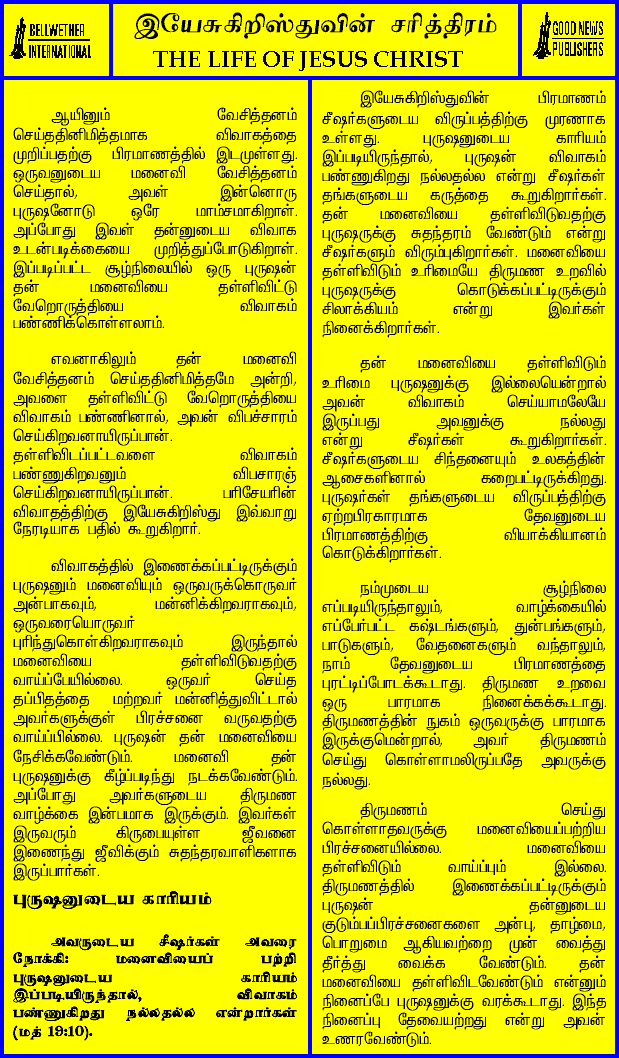 BELLWETHER
INTERNATIONAL
இயேசுகிறிஸ்துவின் சரித்திரம்
THE LIFE OF JESUS CHRIST
GOOD NEWS
PUBLISHERS
ஆயினும் வேசித்தனம்
செய்ததினிமித்தமாக விவாகத்தை
முறிப்பதற்கு பிரமாணத்தில் இடமுள்ளது.
ஒருவனுடைய மனைவி வேசித்தனம்
செய்தால், அவள் இன்னொரு
புருஷனோடு ஒரே மாம்சமாகிறாள்.
அப்போது இவள் தன்னுடைய விவாக
உடன்படிக்கையை முறித்துப்போடுகிறாள்.
இப்படிப்பட்ட சூழ்நிலையில் ஒரு புருஷன்
தன் மனைவியை தள்ளிவிட்டு
வேறொருத்தியை விவாகம்
பண்ணிக்கொள்ளலாம்.
எவனாகிலும் தன் மனைவி
வேசித்தனம் செய்ததினிமித்தமே அன்றி,
அவளை தள்ளிவிட்டு வேறொருத்தியை
விவாகம் பண்ணினால், அவன் விபச்சாரம்
செய்கிறவனாயிருப்பான்.
தள்ளிவிடப்பட்டவளை விவாகம்
பண்ணுகிறவனும் விபசாரஞ்
செய்கிறவனாயிருப்பான். பரிசேயரின்
விவாதத்திற்கு இயேசுகிறிஸ்து இவ்வாறு
நேரடியாக பதில் கூறுகிறார்.
விவாகத்தில் இணைக்கப்பட்டிருக்கும்
புருஷனும் மனைவியும் ஒருவருக்கொருவர்
அன்பாகவும், மன்னிக்கிறவராகவும்,
ஒருவரையொருவர்
புரிந்துகொள்கிறவராகவும் இருந்தால்
மனைவியை தள்ளிவிடுவதற்கு
வாய்ப்பேயில்லை. ஒருவர் செய்த
தப்பிதத்தை மற்றவர் மன்னித்துவிட்டால்
அவர்களுக்குள் பிரச்சனை வருவதற்கு
வாய்ப்பில்லை. புருஷன் தன் மனைவியை
நேசிக்கவேண்டும். மனைவி தன்
புருஷனுக்கு கீழ்ப்படிந்து நடக்கவேண்டும்.
அப்போது அவர்களுடைய திருமண
வாழ்க்கை இன்பமாக இருக்கும். இவர்கள்
இருவரும் கிருபையுள்ள ஜீவனை
இணைந்து ஜீவிக்கும் சுதந்தரவாளிகளாக
இருப்பார்கள்.
புருஷனுடைய காரியம்
அவருடைய சீஷர்கள் அவரை
நோக்கி: மனைவியைப் பற்றி
புருஷனுடைய காரியம்
இப்படியிருந்தால், விவாகம்
பண்ணுகிறது நல்லதல்ல என்றார்கள்
(மத் 19:10).
இயேசுகிறிஸ்துவின் பிரமாணம்
சீஷர்களுடைய விருப்பத்திற்கு முரணாக
உள்ளது. புருஷனுடைய காரியம்
இப்படியிருந்தால், புருஷன் விவாகம்
பண்ணுகிறது நல்லதல்ல என்று சீஷர்கள்
தங்களுடைய கருத்தை கூறுகிறார்கள்.
தன் மனைவியை தள்ளிவிடுவதற்கு
புருஷருக்கு சுதந்தரம் வேண்டும் என்று
சீஷர்களும் விரும்புகிறார்கள். மனைவியை
தள்ளிவிடும் உரிமையே திருமண உறவில்
புருஷருக்கு கொடுக்கப்பட்டிருக்கும்
சிலாக்கியம் என்று இவர்கள்
நினைக்கிறார்கள்.
தன் மனைவியை தள்ளிவிடும்
உரிமை புருஷனுக்கு இல்லையென்றால்
அவன் விவாகம் செய்யாமலேயே
இருப்பது அவனுக்கு நல்லது
என்று சீஷர்கள் கூறுகிறார்கள்.
சீஷர்களுடைய சிந்தனையும் உலகத்தின்
ஆசைகளினால் கறைபட்டிருக்கிறது.
புருஷர்கள் தங்களுடைய விருப்பத்திற்கு
ஏற்றபிரகாரமாக தேவனுடைய
பிரமாணத்திற்கு வியாக்கியானம்
கொடுக்கிறார்கள்.
நம்முடைய சூழ்நிலை
எப்படியிருந்தாலும், வாழ்க்கையில்
எப்பேர்பட்ட கஷ்டங்களும், துன்பங்களும்,
பாடுகளும், வேதனைகளும் வந்தாலும்,
நாம் தேவனுடைய பிரமாணத்தை
புரட்டிப்போடக்கூடாது. திருமண உறவை
ஒரு பாரமாக நினைக்கக்கூடாது.
திருமணத்தின் நுகம் ஒருவருக்கு பாரமாக
இருக்குமென்றால், அவர் திருமணம்
செய்து கொள்ளாமலிருப்பதே அவருக்கு
நல்லது.
திருமணம் செய்து
கொள்ளாதவருக்கு மனைவியைப்பற்றிய
பிரச்சனையில்லை. மனைவியை
தள்ளிவிடும் வாய்ப்பும் இல்லை.
திருமணத்தில் இணைக்கப்பட்டிருக்கும்
புருஷன் தன்னுடைய
குடும்பப்பிரச்சனைகளை அன்பு, தாழ்மை,
பொறுமை ஆகியவற்றை முன் வைத்து
தீர்த்து வைக்க வேண்டும். தன்
மனைவியை தள்ளிவிடவேண்டும் என்னும்
நினைப்பே புருஷனுக்கு வரக்கூடாது. இந்த
நினைப்பு தேவையற்றது என்று அவன்
உணரவேண்டும்.